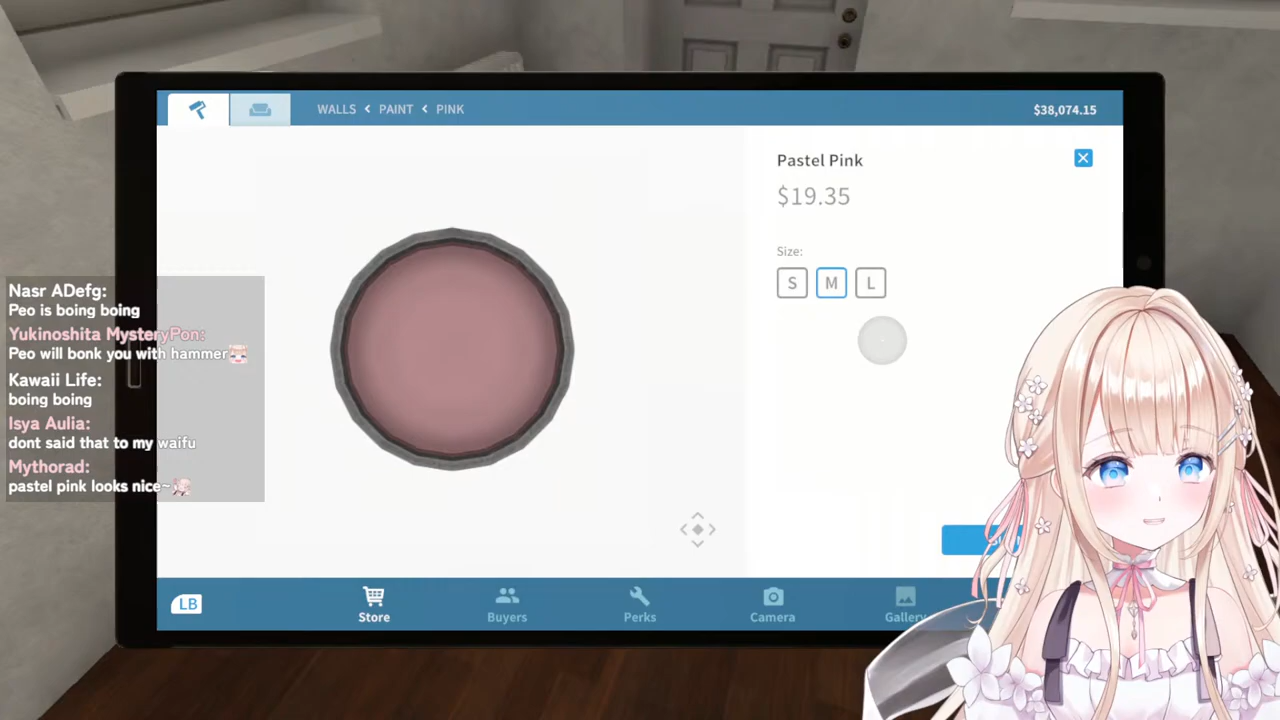 WALLS < PAINT < PINK
$38,074.15
Pastel Pink
$19.35
Size:
S M L
Nasr ADefg:
Peo is boing boing
Yukinoshita MysteryPon:
Peo will bonk you with hammer
Kawaii Life:
boing boing
Isya Aulia:
dont said that to my waifu
Mythorad:
pastel pink looks nice~
LB
Store
Buyers
Perks
Camera
Gallery